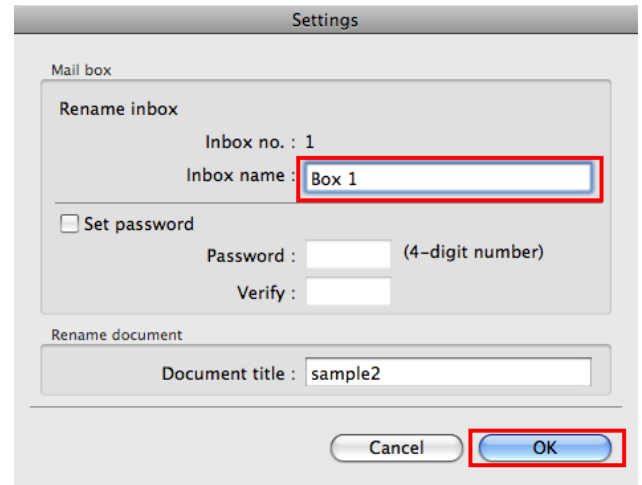 Settings
Mail box
Rename inbox
Inbox no. : 1
Inbox name : Box 1
Set password
Password : (4-digit number)
Verify :
Rename document
Document title : sample2
Cancel OK